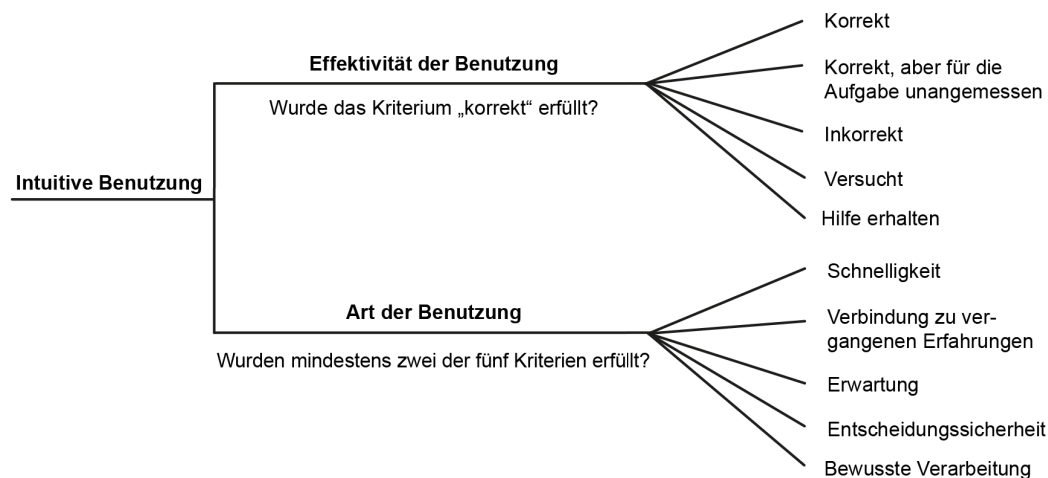 Intuitive Benutzung
Effektivität der Benutzung
Wurde das Kriterium „korrekt“ erfüllt?
Korrekt
Korrekt, aber für die
Aufgabe unangemessen
Inkorrekt
Versucht
Hilfe erhalten
Art der Benutzung
Wurden mindestens zwei der fünf Kriterien erfüllt?
Schnelligkeit
Verbindung zu ver-
gangenen Erfahrungen
Erwartung
Entscheidungssicherheit
Bewusste Verarbeitung